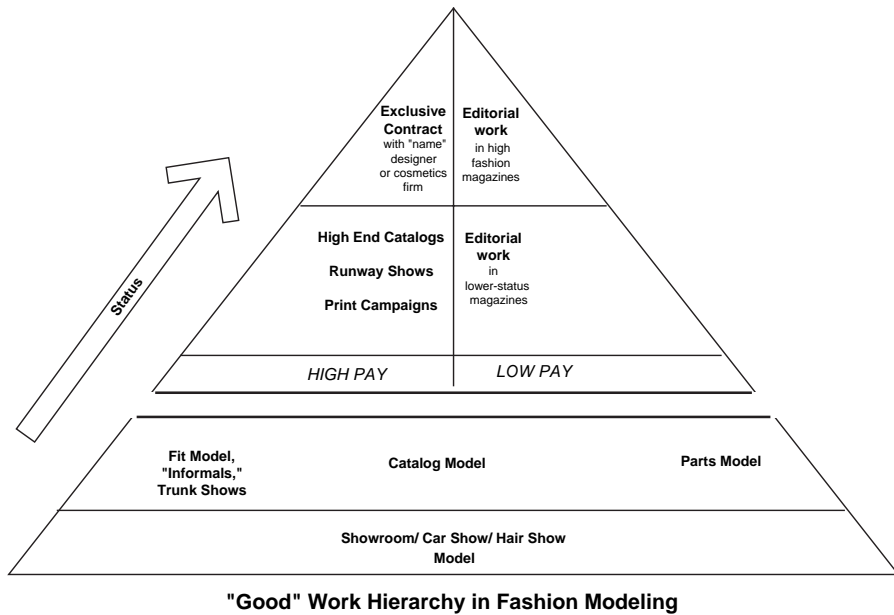 Exclusive
Contract
with "name"
designer
or cosmetics
firm
Editorial
work
in high
fashion
magazines
High End Catalogs
Runway Shows
Print Campaigns
Editorial
work
in
lower-status
magazines
Status
HIGH PAY
LOW PAY
Fit Model,
"Informals,"
Trunk Shows
Catalog Model
Parts Model
Showroom/ Car Show/ Hair Show
Model
"Good" Work Hierarchy in Fashion Modeling